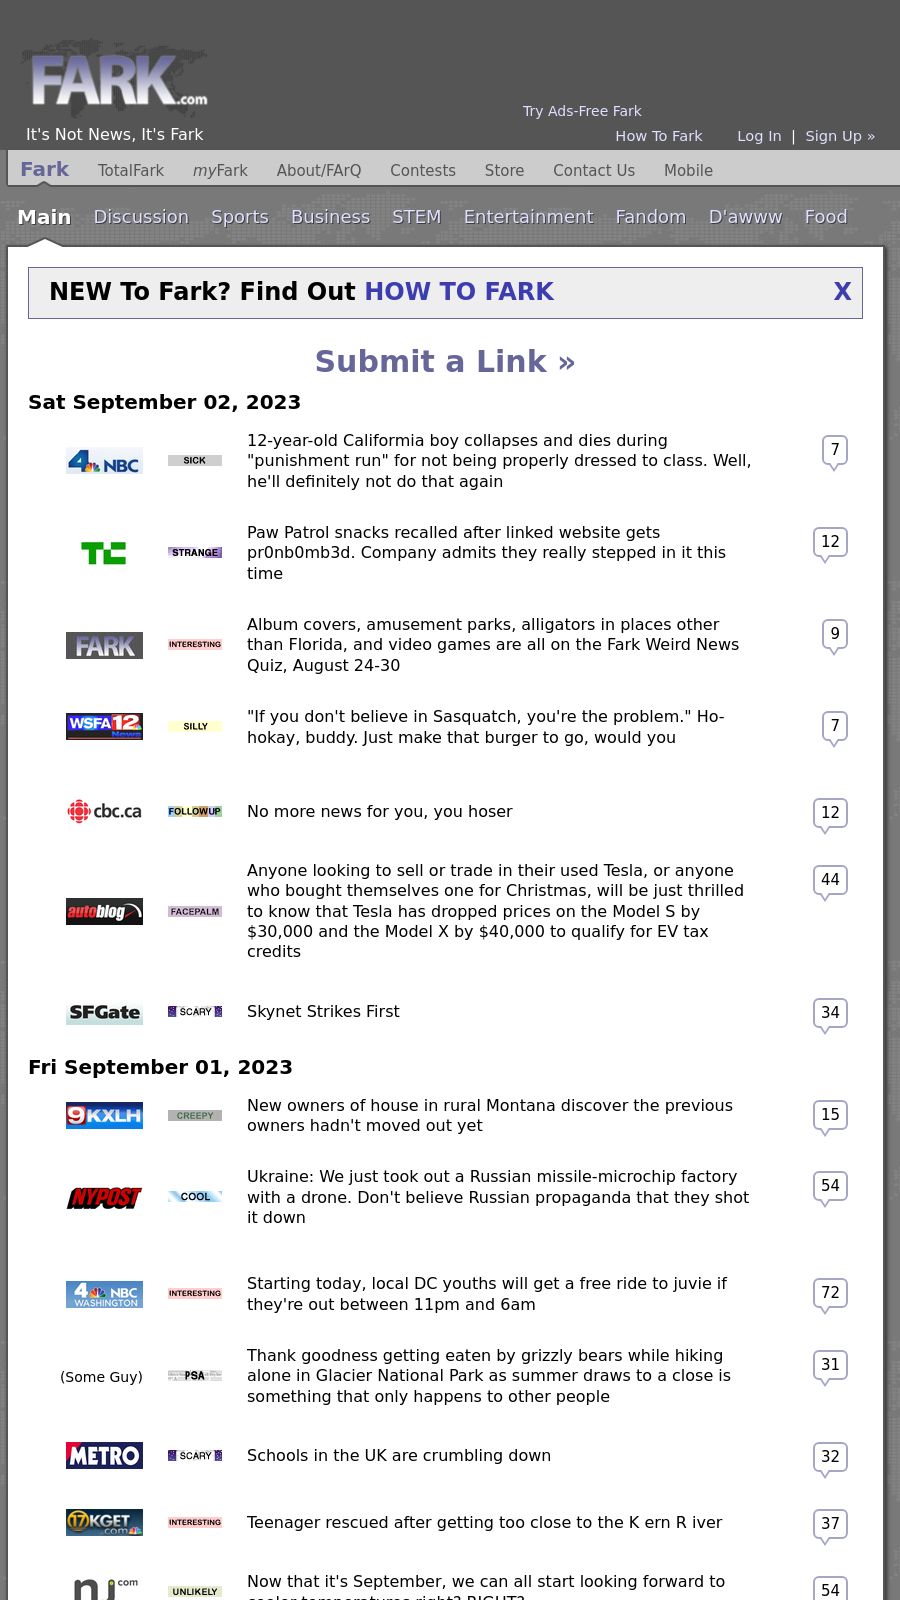 FARK.com
Try Ads-Free Fark
It's Not News, It's Fark
How To Fark Log In | Sign Up »
Fark TotalFark myFark About/FArQ Contests Store Contact Us Mobile
Main Discussion Sports Business STEM Entertainment Fandom D'awww Food
NEW To Fark? Find Out HOW TO FARK X
Submit a Link »
Sat September 02, 2023
4 NBC SICK
12-year-old California boy collapses and dies during
"punishment run" for not being properly dressed to class. Well,
he'll definitely not do that again
7
TC STRANGE
Paw Patrol snacks recalled after linked website gets
pr0nb0mb3d. Company admits they really stepped in it this
time
12
FARK INTERESTING
Album covers, amusement parks, alligators in places other
than Florida, and video games are all on the Fark Weird News
Quiz, August 24-30
9
WSFA 12 News SILLY
"If you don't believe in Sasquatch, you're the problem." Ho-
hokay, buddy. Just make that burger to go, would you
7
cbc.ca FOLLOWUP No more news for you, you hoser 12
autoblog FACEPALM
Anyone looking to sell or trade in their used Tesla, or anyone
who bought themselves one for Christmas, will be just thrilled
to know that Tesla has dropped prices on the Model S by
$30,000 and the Model X by $40,000 to qualify for EV tax
credits
44
SFGate SCARY Skynet Strikes First 34
Fri September 01, 2023
9 KXLH CREEPY
New owners of house in rural Montana discover the previous
owners hadn't moved out yet
15
NYPOST COOL
Ukraine: We just took out a Russian missile-microchip factory
with a drone. Don't believe Russian propaganda that they shot
it down
54
4 NBC WASHINGTON INTERESTING
Starting today, local DC youths will get a free ride to juvie if
they're out between 11pm and 6am
72
(Some Guy) PSA
Thank goodness getting eaten by grizzly bears while hiking
alone in Glacier National Park as summer draws to a close is
something that only happens to other people
31
METRO SCARY Schools in the UK are crumbling down 32
17 KGET.com INTERESTING Teenager rescued after getting too close to the K ern R iver 37
nj.com UNLIKELY
Now that it's September, we can all start looking forward to
cooler temperatures right? RIGHT?
54